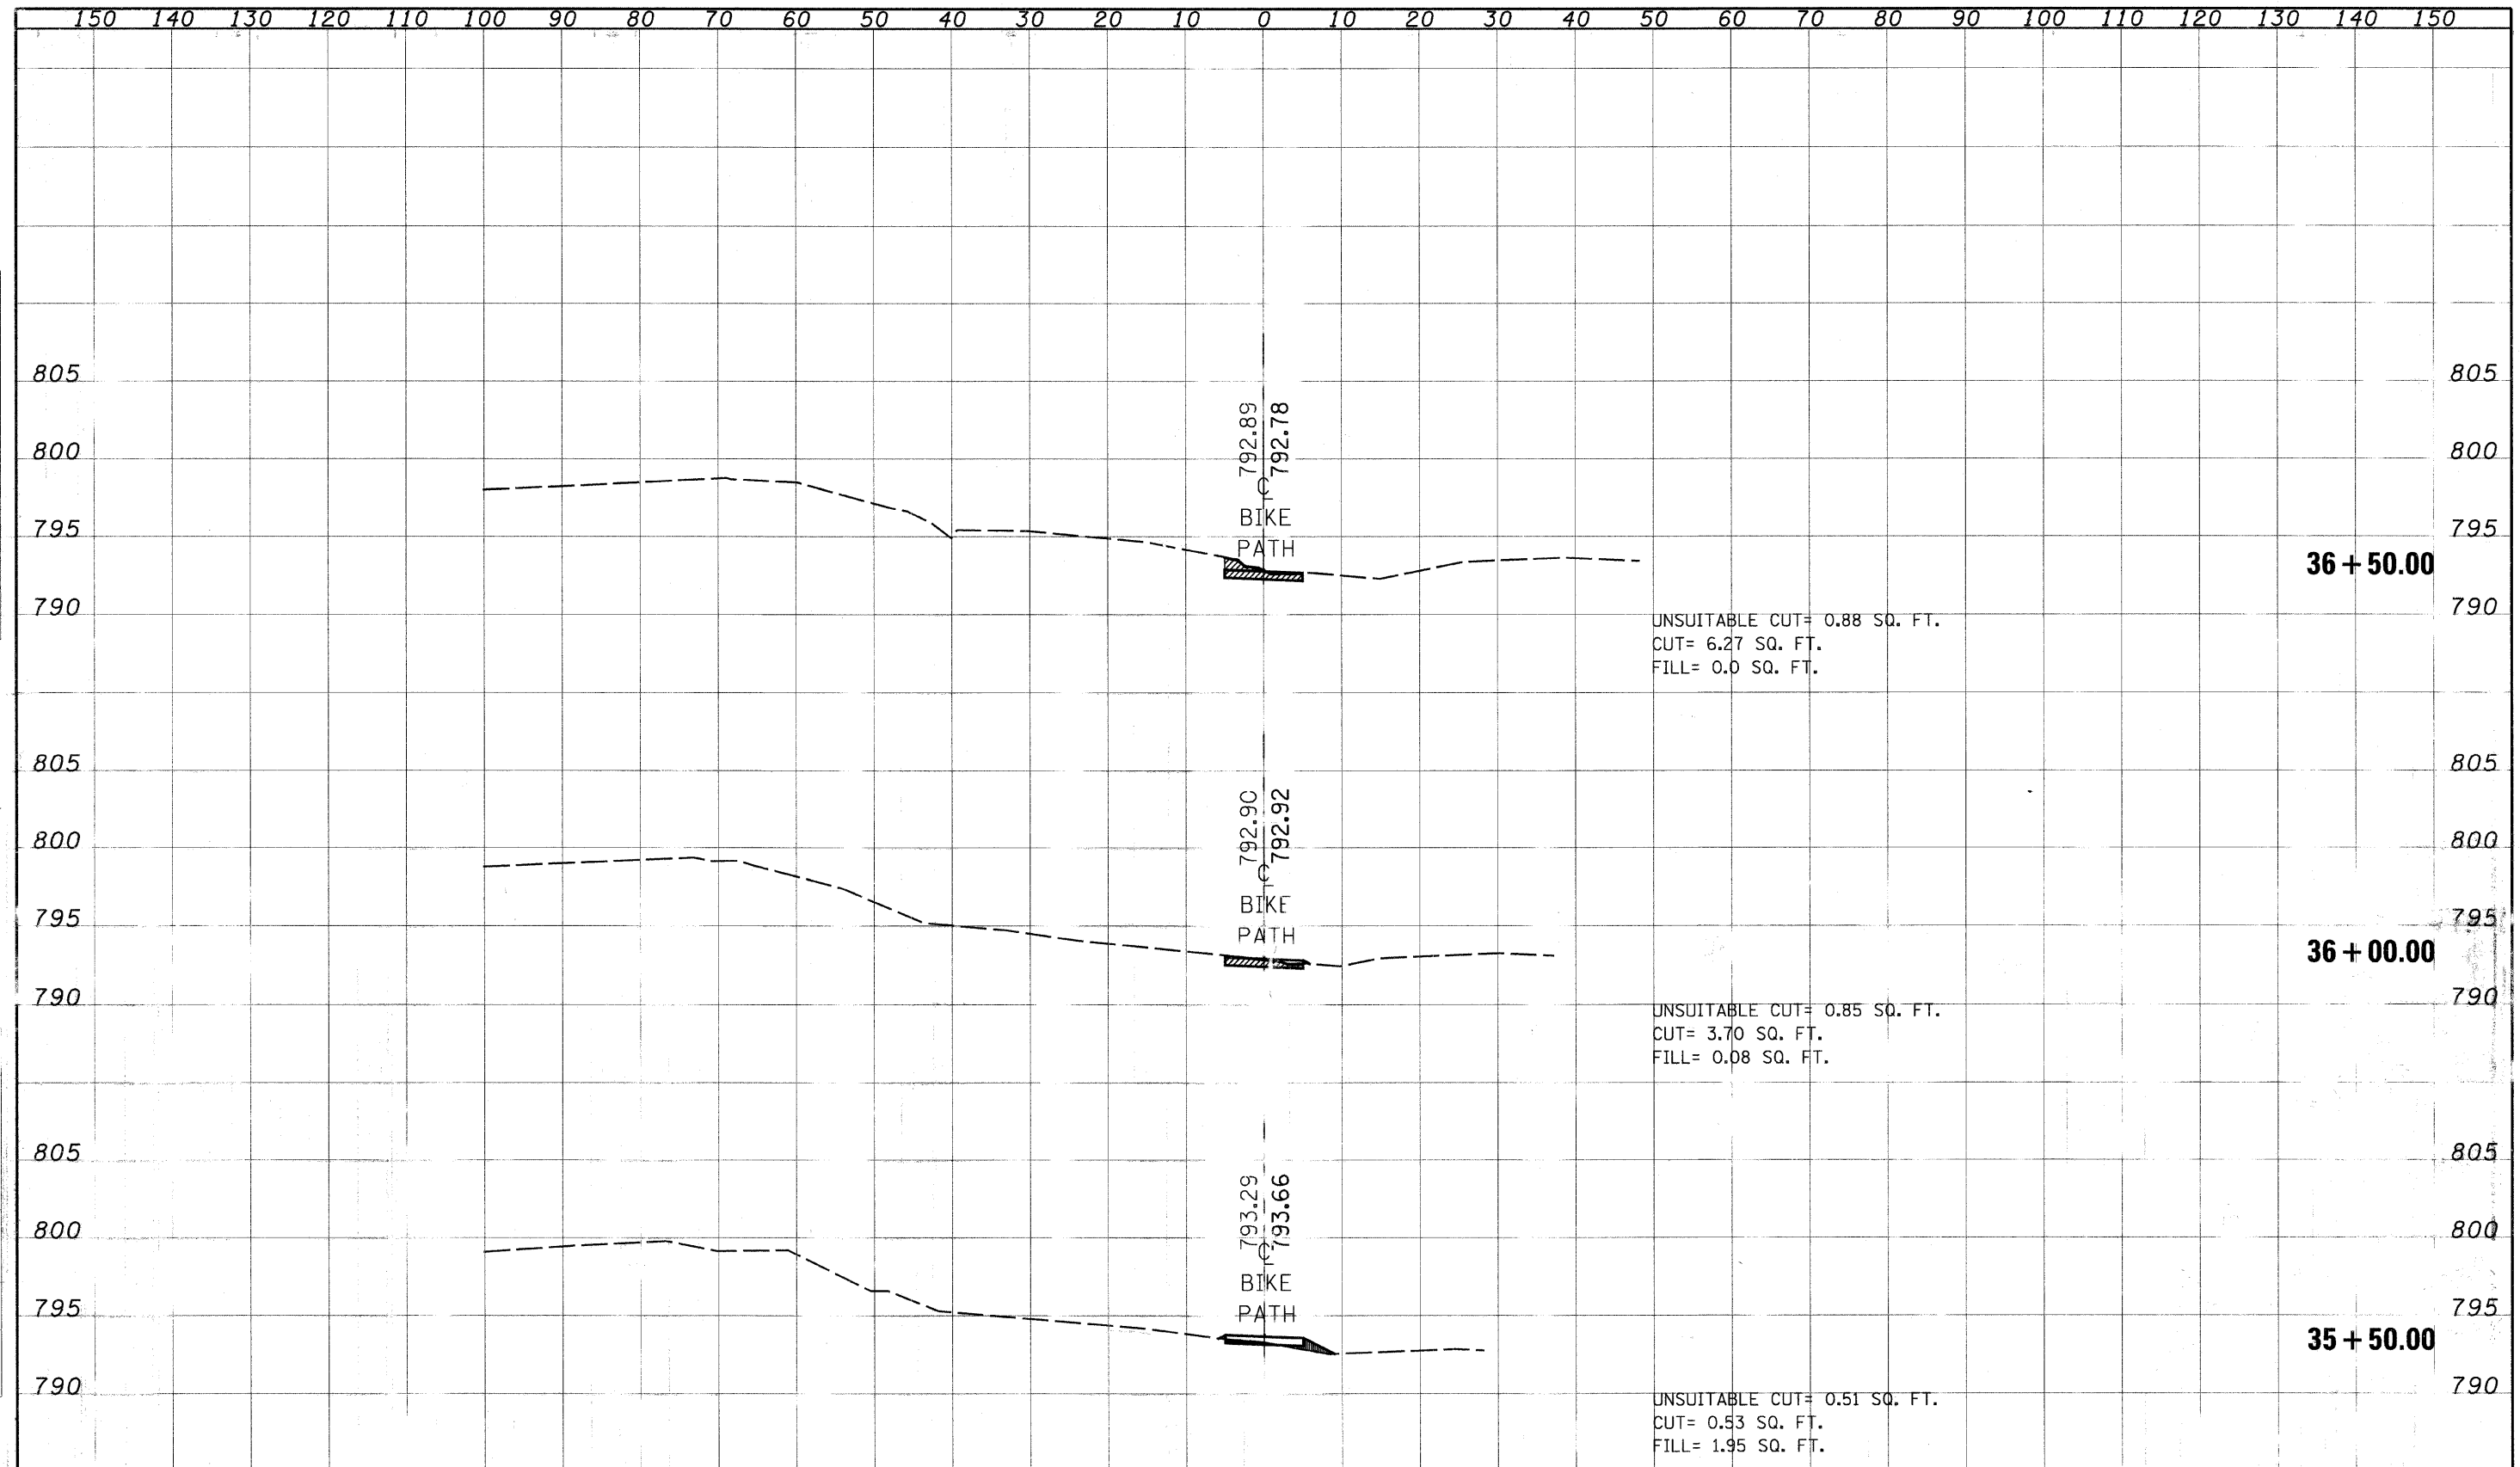 150 140 130 120 110 100 90 80 70 60 50 40 30 20 10 0 10 20 30 40 50 60 70 80 90 100 110 120 130 140 150
805 805
792.89
792.78
800 800
BIKE
795 795
PATH
36+50.00
790 790
UNSUITABLE CUT= 0.88 SQ. FT.
CUT= 6.27 SQ. FT.
FILL= 0.0 SQ. FT.
805 805
792.90
792.92
800 800
BIKE
795 795
PATH
36+00.00
790 790
UNSUITABLE CUT= 0.85 SQ. FT.
CUT= 3.70 SQ. FT.
FILL= 0.08 SQ. FT.
805 805
793.29
793.66
800 800
BIKE
795 795
PATH
35+50.00
790 790
UNSUITABLE CUT= 0.51 SQ. FT.
CUT= 0.53 SQ. FT.
FILL= 1.95 SQ. FT.